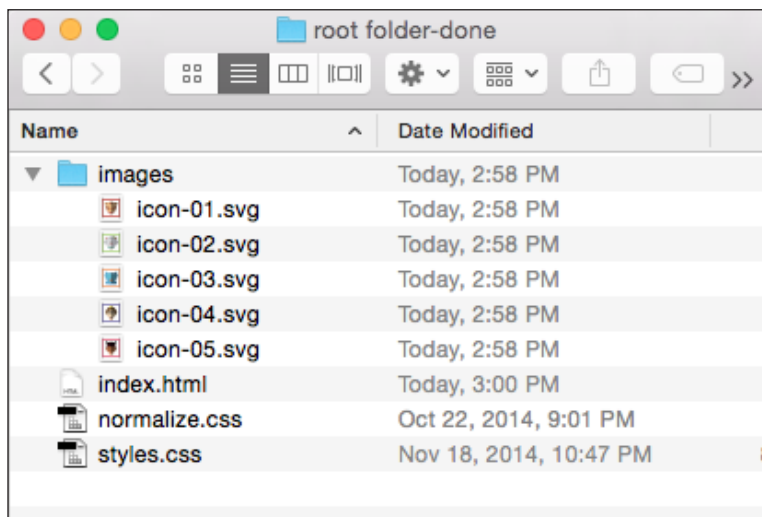 root folder-done
Name Date Modified
images Today, 2:58 PM
icon-01.svg Today, 2:58 PM
icon-02.svg Today, 2:58 PM
icon-03.svg Today, 2:58 PM
icon-04.svg Today, 2:58 PM
icon-05.svg Today, 2:58 PM
index.html Today, 3:00 PM
normalize.css Oct 22, 2014, 9:01 PM
styles.css Nov 18, 2014, 10:47 PM